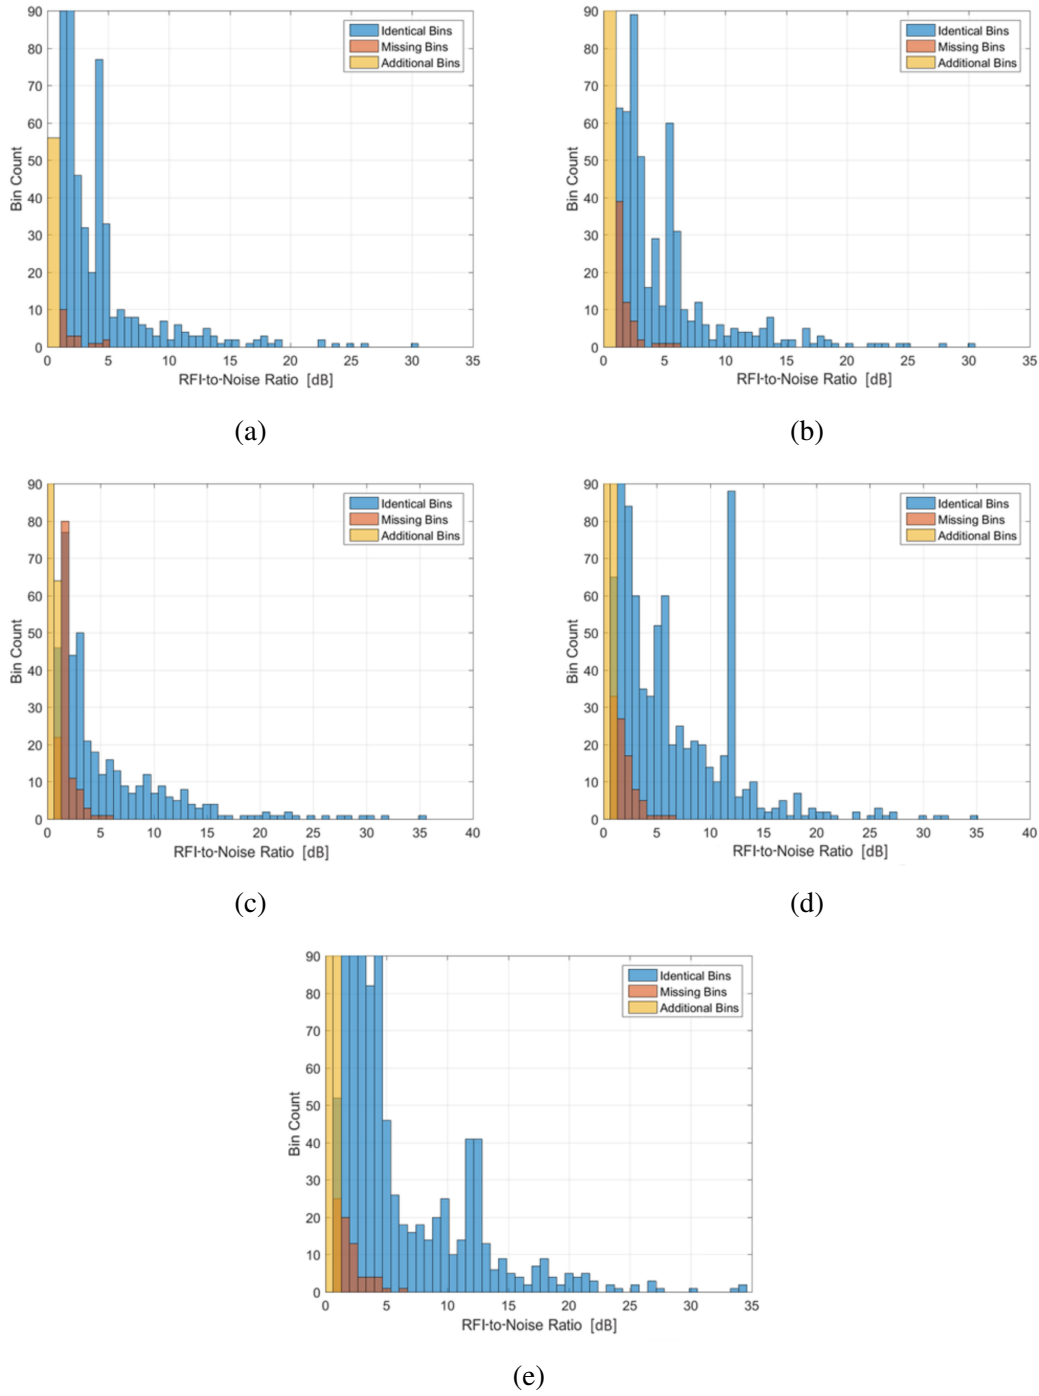 90
80
70
60
50
40
30
20
10
0
Bin Count
0 5 10 15 20 25 30 35
RFI-to-Noise Ratio [dB]
Identical Bins
Missing Bins
Additional Bins
(a)
90
80
70
60
50
40
30
20
10
0
Bin Count
0 5 10 15 20 25 30 35
RFI-to-Noise Ratio [dB]
Identical Bins
Missing Bins
Additional Bins
(b)
90
80
70
60
50
40
30
20
10
0
Bin Count
0 5 10 15 20 25 30 35 40
RFI-to-Noise Ratio [dB]
Identical Bins
Missing Bins
Additional Bins
(c)
90
80
70
60
50
40
30
20
10
0
Bin Count
0 5 10 15 20 25 30 35 40
RFI-to-Noise Ratio [dB]
Identical Bins
Missing Bins
Additional Bins
(d)
90
80
70
60
50
40
30
20
10
0
Bin Count
0 5 10 15 20 25 30 35
RFI-to-Noise Ratio [dB]
Identical Bins
Missing Bins
Additional Bins
(e)